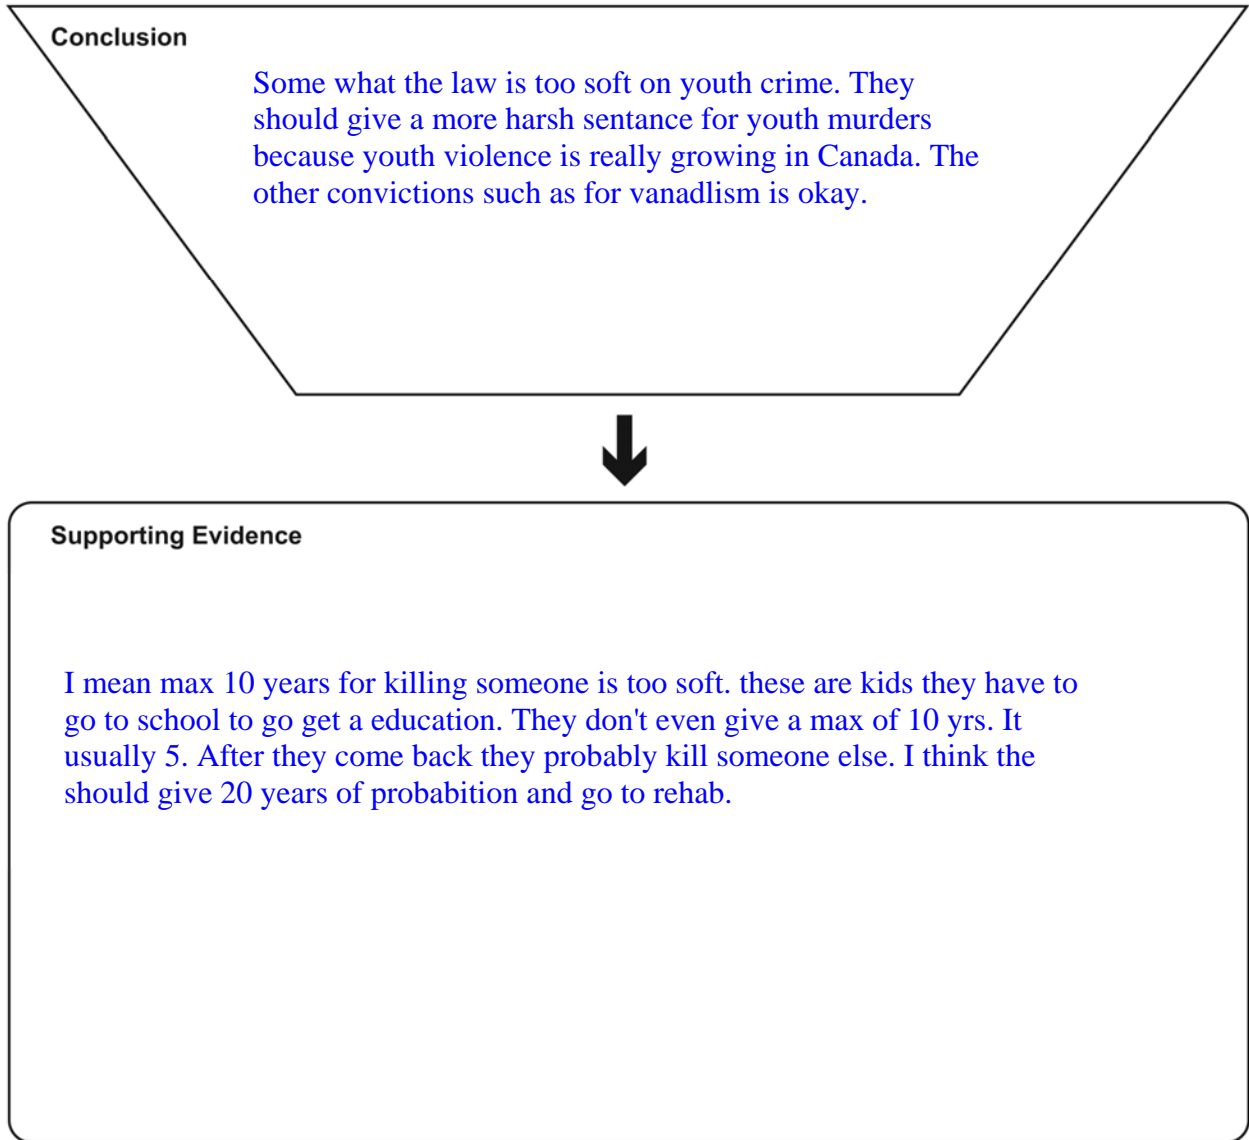 Conclusion
Some what the law is too soft on youth crime. They
should give a more harsh sentance for youth murders
because youth violence is really growing in Canada. The
other convictions such as for vanadlism is okay.
Supporting Evidence
I mean max 10 years for killing someone is too soft. these are kids they have to
go to school to go get a education. They don't even give a max of 10 yrs. It
usually 5. After they come back they probably kill someone else. I think the
should give 20 years of probabition and go to rehab.